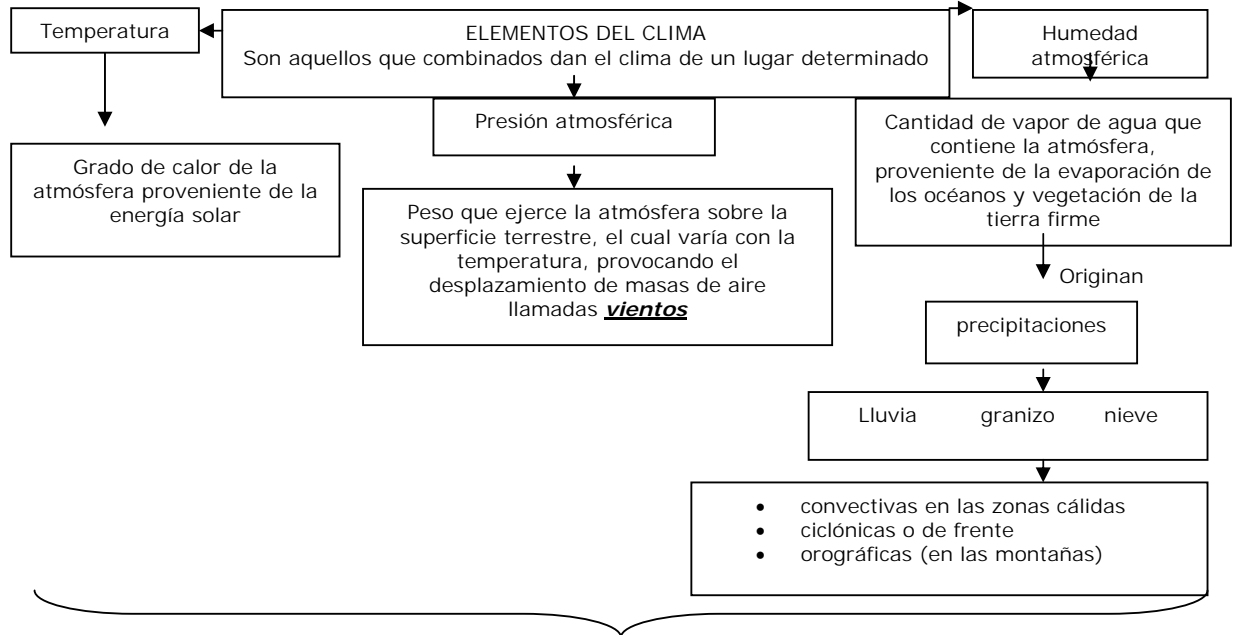 ELEMENTOS DEL CLIMA
Son aquellos que combinados dan el clima de un lugar determinado
Temperatura
Grado de calor de la
atmósfera proveniente de la
energía solar
Presión atmosférica
Peso que ejerce la atmósfera sobre la
superficie terrestre, el cual varía con la
temperatura, provocando el
desplazamiento de masas de aire
llamadas vientos
Humedad
atmosférica
Cantidad de vapor de agua que
contiene la atmósfera,
proveniente de la evaporación de
los océanos y vegetación de la
tierra firme
Originan
precipitaciones
Lluvia granizo nieve
• convectivas en las zonas cálidas
• ciclónicas o de frente
• orográficas (en las montañas)